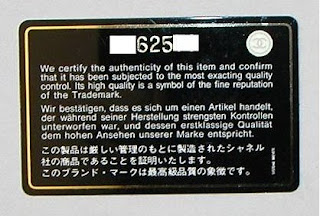 625
We certify the authenticity of this item and confirm
that it has been subjected to the most exacting quality
control. Its high quality is a symbol of the fine reputation
of the Trademark.
Wir bestätigen, dass es sich um einen Artikel handelt,
der während seiner Herstellung strengsten Kontrollen
unterworfen war, und dessen erstklassige Qualität
dem hohen Ansehen unserer Marke entspricht.
この製品は厳しい管理のもとに製造されたシャネル
社の商品であることを証明いたします。
このブランド・マークは最高級品質の象徴です。